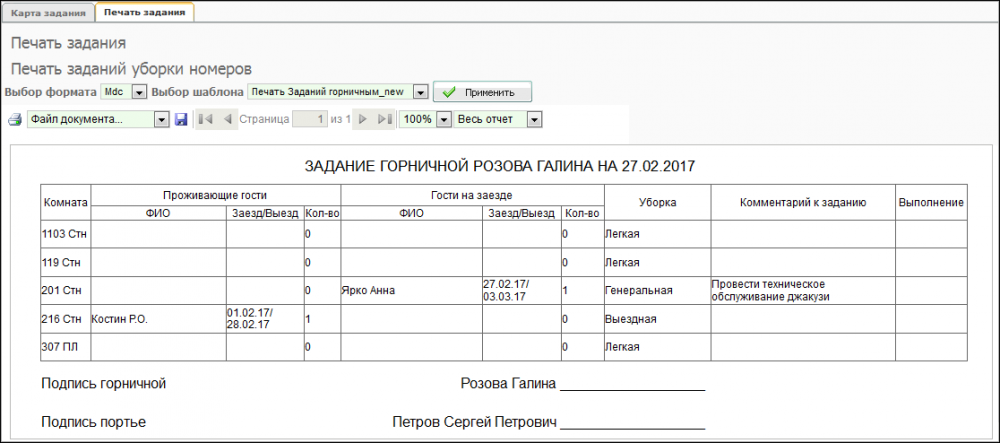 Карта задания Печать задания
Печать задания
Печать заданий уборки номеров
Выбор формата Mdc Выбор шаблона Печать Заданий горничным_new Применить
Файл документа... Страница 1 из 1 100% Весь отчет
ЗАДАНИЕ ГОРНИЧНОЙ РОЗОВА ГАЛИНА НА 27.02.2017
Комната Проживающие гости Гости на заезде Уборка Комментарий к заданию Выполнение
ФИО Заезд/Выезд Кол-во ФИО Заезд/Выезд Кол-во
1103 Стн 0 0 Легкая
119 Стн 0 0 Легкая
201 Стн 0 Ярко Анна 27.02.17/ 1 Генеральная Провести техническое
03.03.17 обслуживание джакузи
216 Стн Костин Р.О. 01.02.17/ 1 0 Выездная
28.02.17
307 ПЛ 0 0 Легкая
Подпись горничной Розова Галина ___________________
Подпись портье Петров Сергей Петрович ___________________